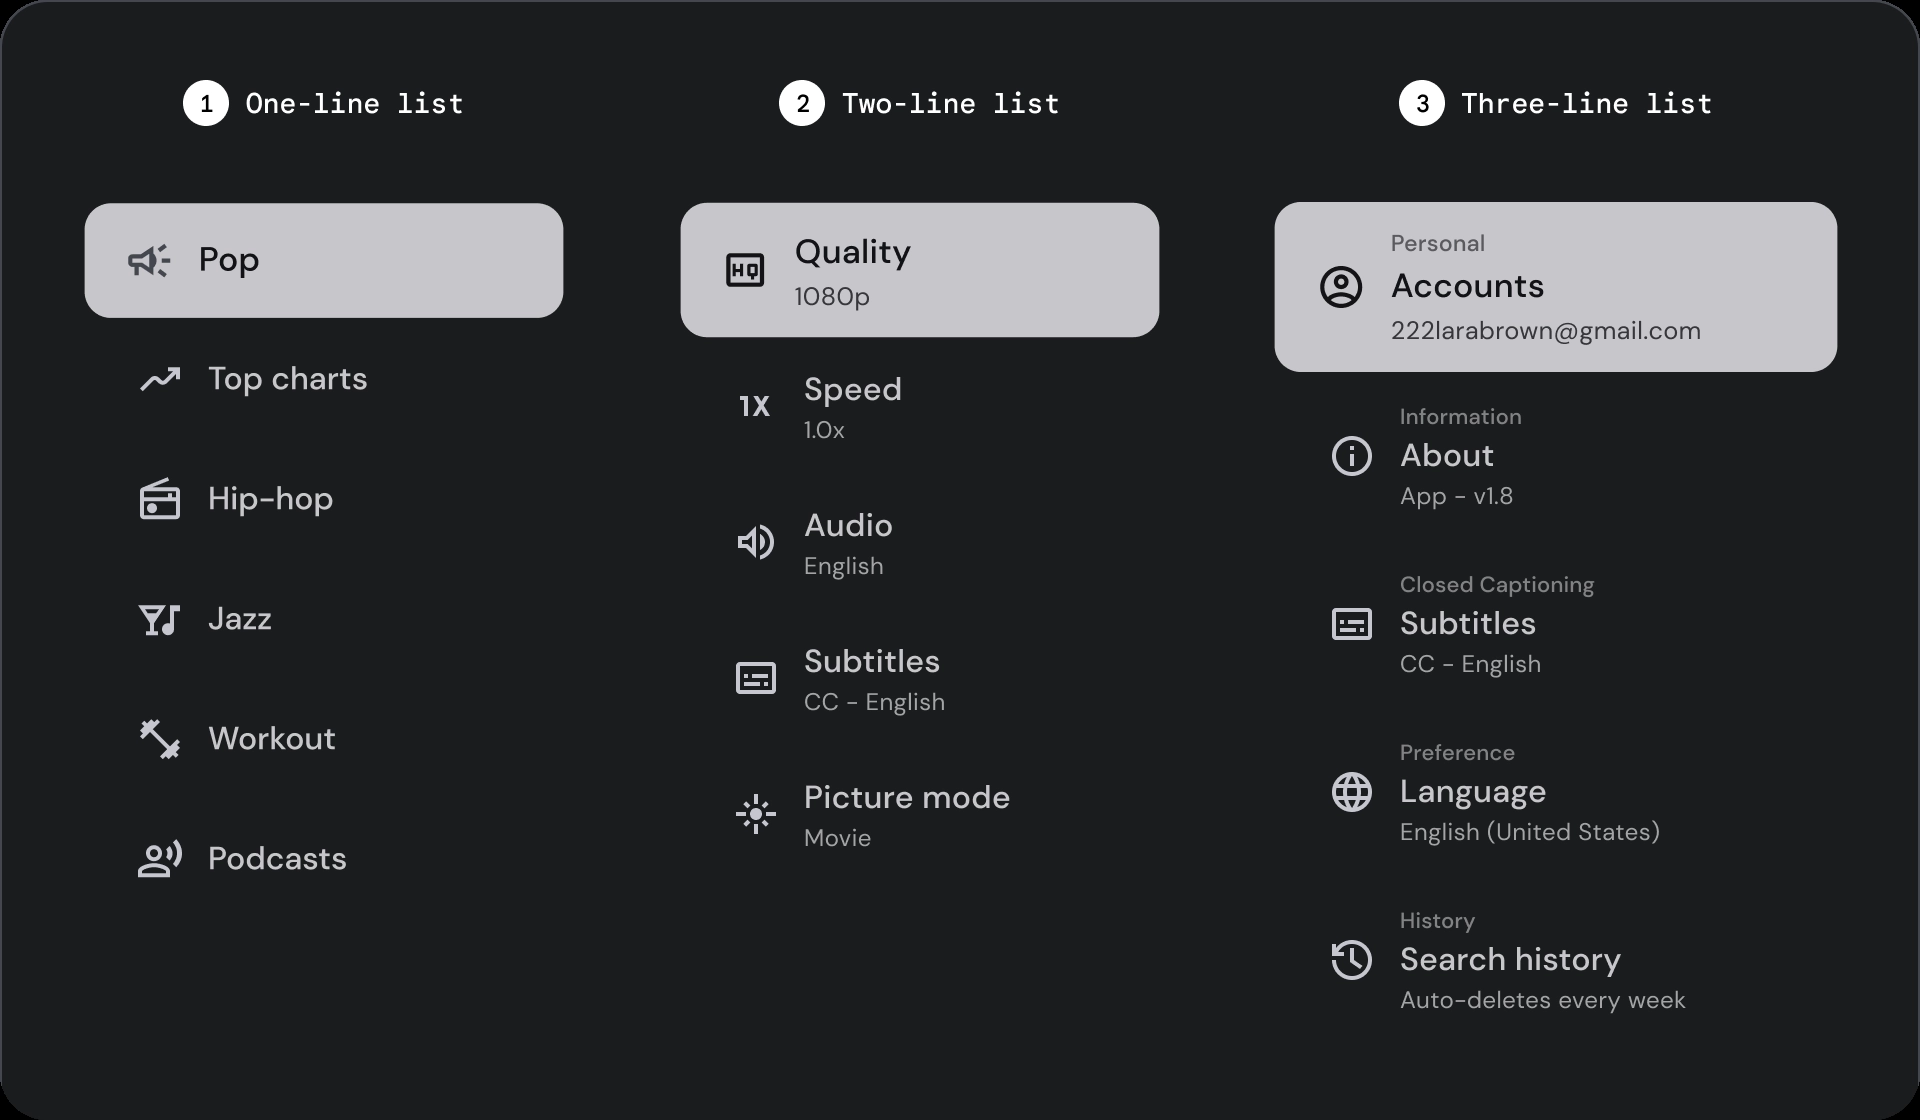 1 One-line list
Pop
Top charts
Hip-hop
Jazz
Workout
Podcasts
2 Two-line list
HQ
Quality
1080p
1X
Speed
1.0x
Audio
English
Subtitles
CC - English
Picture mode
Movie
3 Three-line list
Personal
Accounts
222larabrown@gmail.com
Information
About
App - v1.8
Closed Captioning
Subtitles
CC - English
Preference
Language
English (United States)
History
Search history
Auto-deletes every week